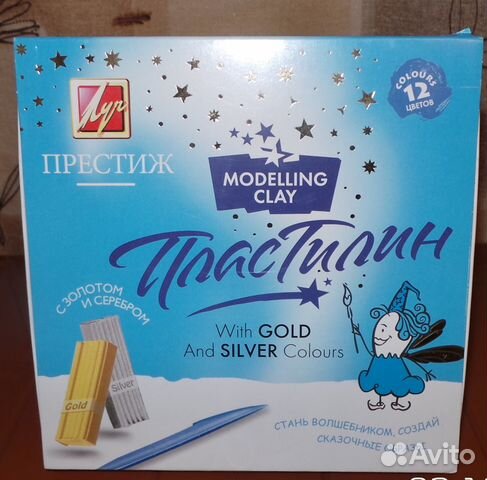 Луч
ПРЕСТИЖ
COLOURS
12
ЦВЕТОВ
MODELLING
CLAY
Пластилин
С ЗОЛОТОМ
И СЕРЕБРОМ
With GOLD
And SILVER Colours
Gold
Silver
СТАНЬ ВОЛШЕБНИКОМ, СОЗДАЙ
СКАЗОЧНЫЕ
Avito